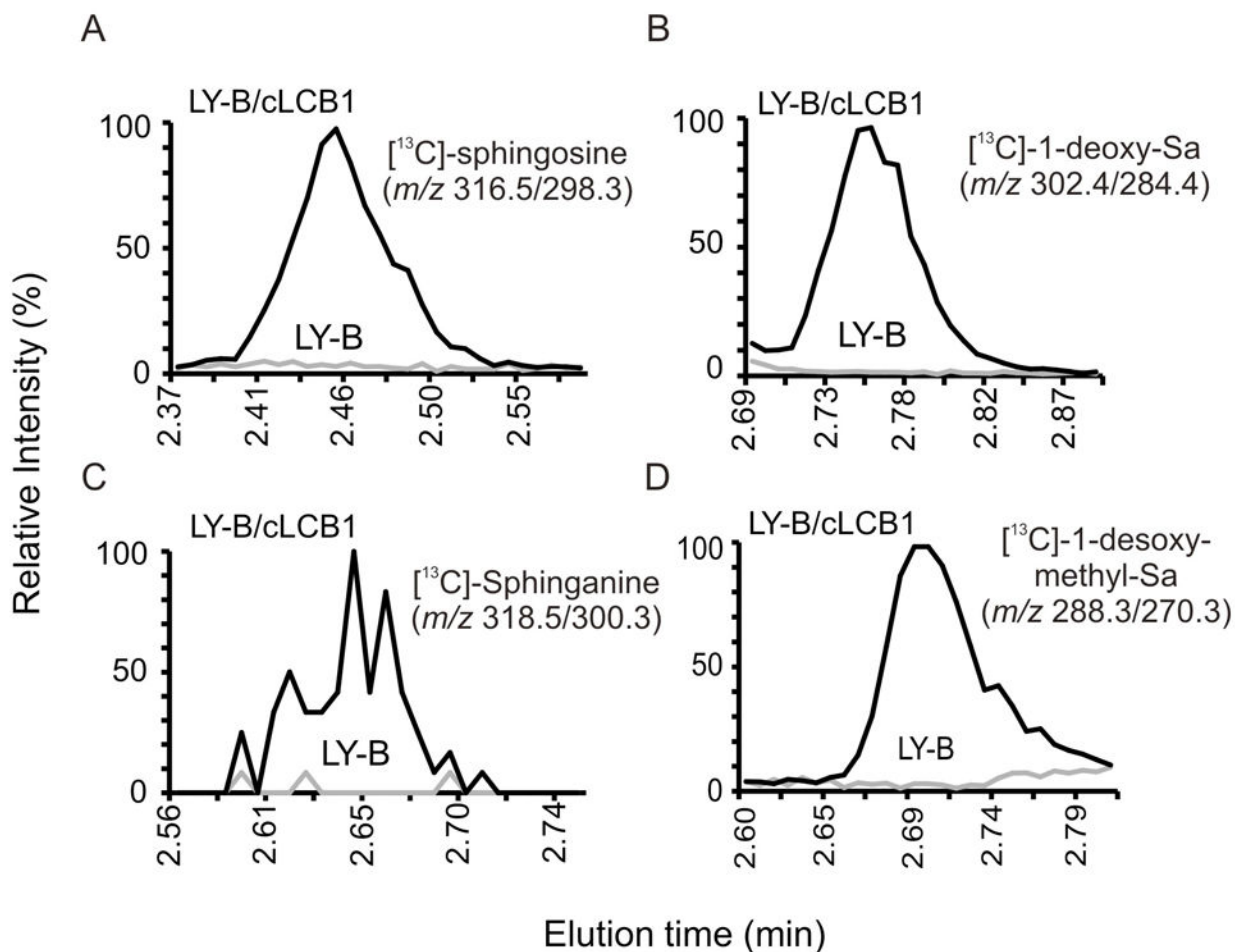 A
LY-B/cLCB1
[¹³C]-sphingosine
(m/z 316.5/298.3)
100
50
0
LY-B
2.37
2.41
2.46
2.50
2.55
B
LY-B/cLCB1
[¹³C]-1-deoxy-Sa
(m/z 302.4/284.4)
100
50
0
LY-B
2.69
2.73
2.78
2.82
2.87
C
LY-B/cLCB1
[¹³C]-Sphinganine
(m/z 318.5/300.3)
100
50
0
LY-B
2.56
2.61
2.65
2.70
2.74
D
LY-B/cLCB1
[¹³C]-1-desoxy-
methyl-Sa
(m/z 288.3/270.3)
100
50
0
LY-B
2.60
2.65
2.69
2.74
2.79
Relative Intensity (%)
Elution time (min)